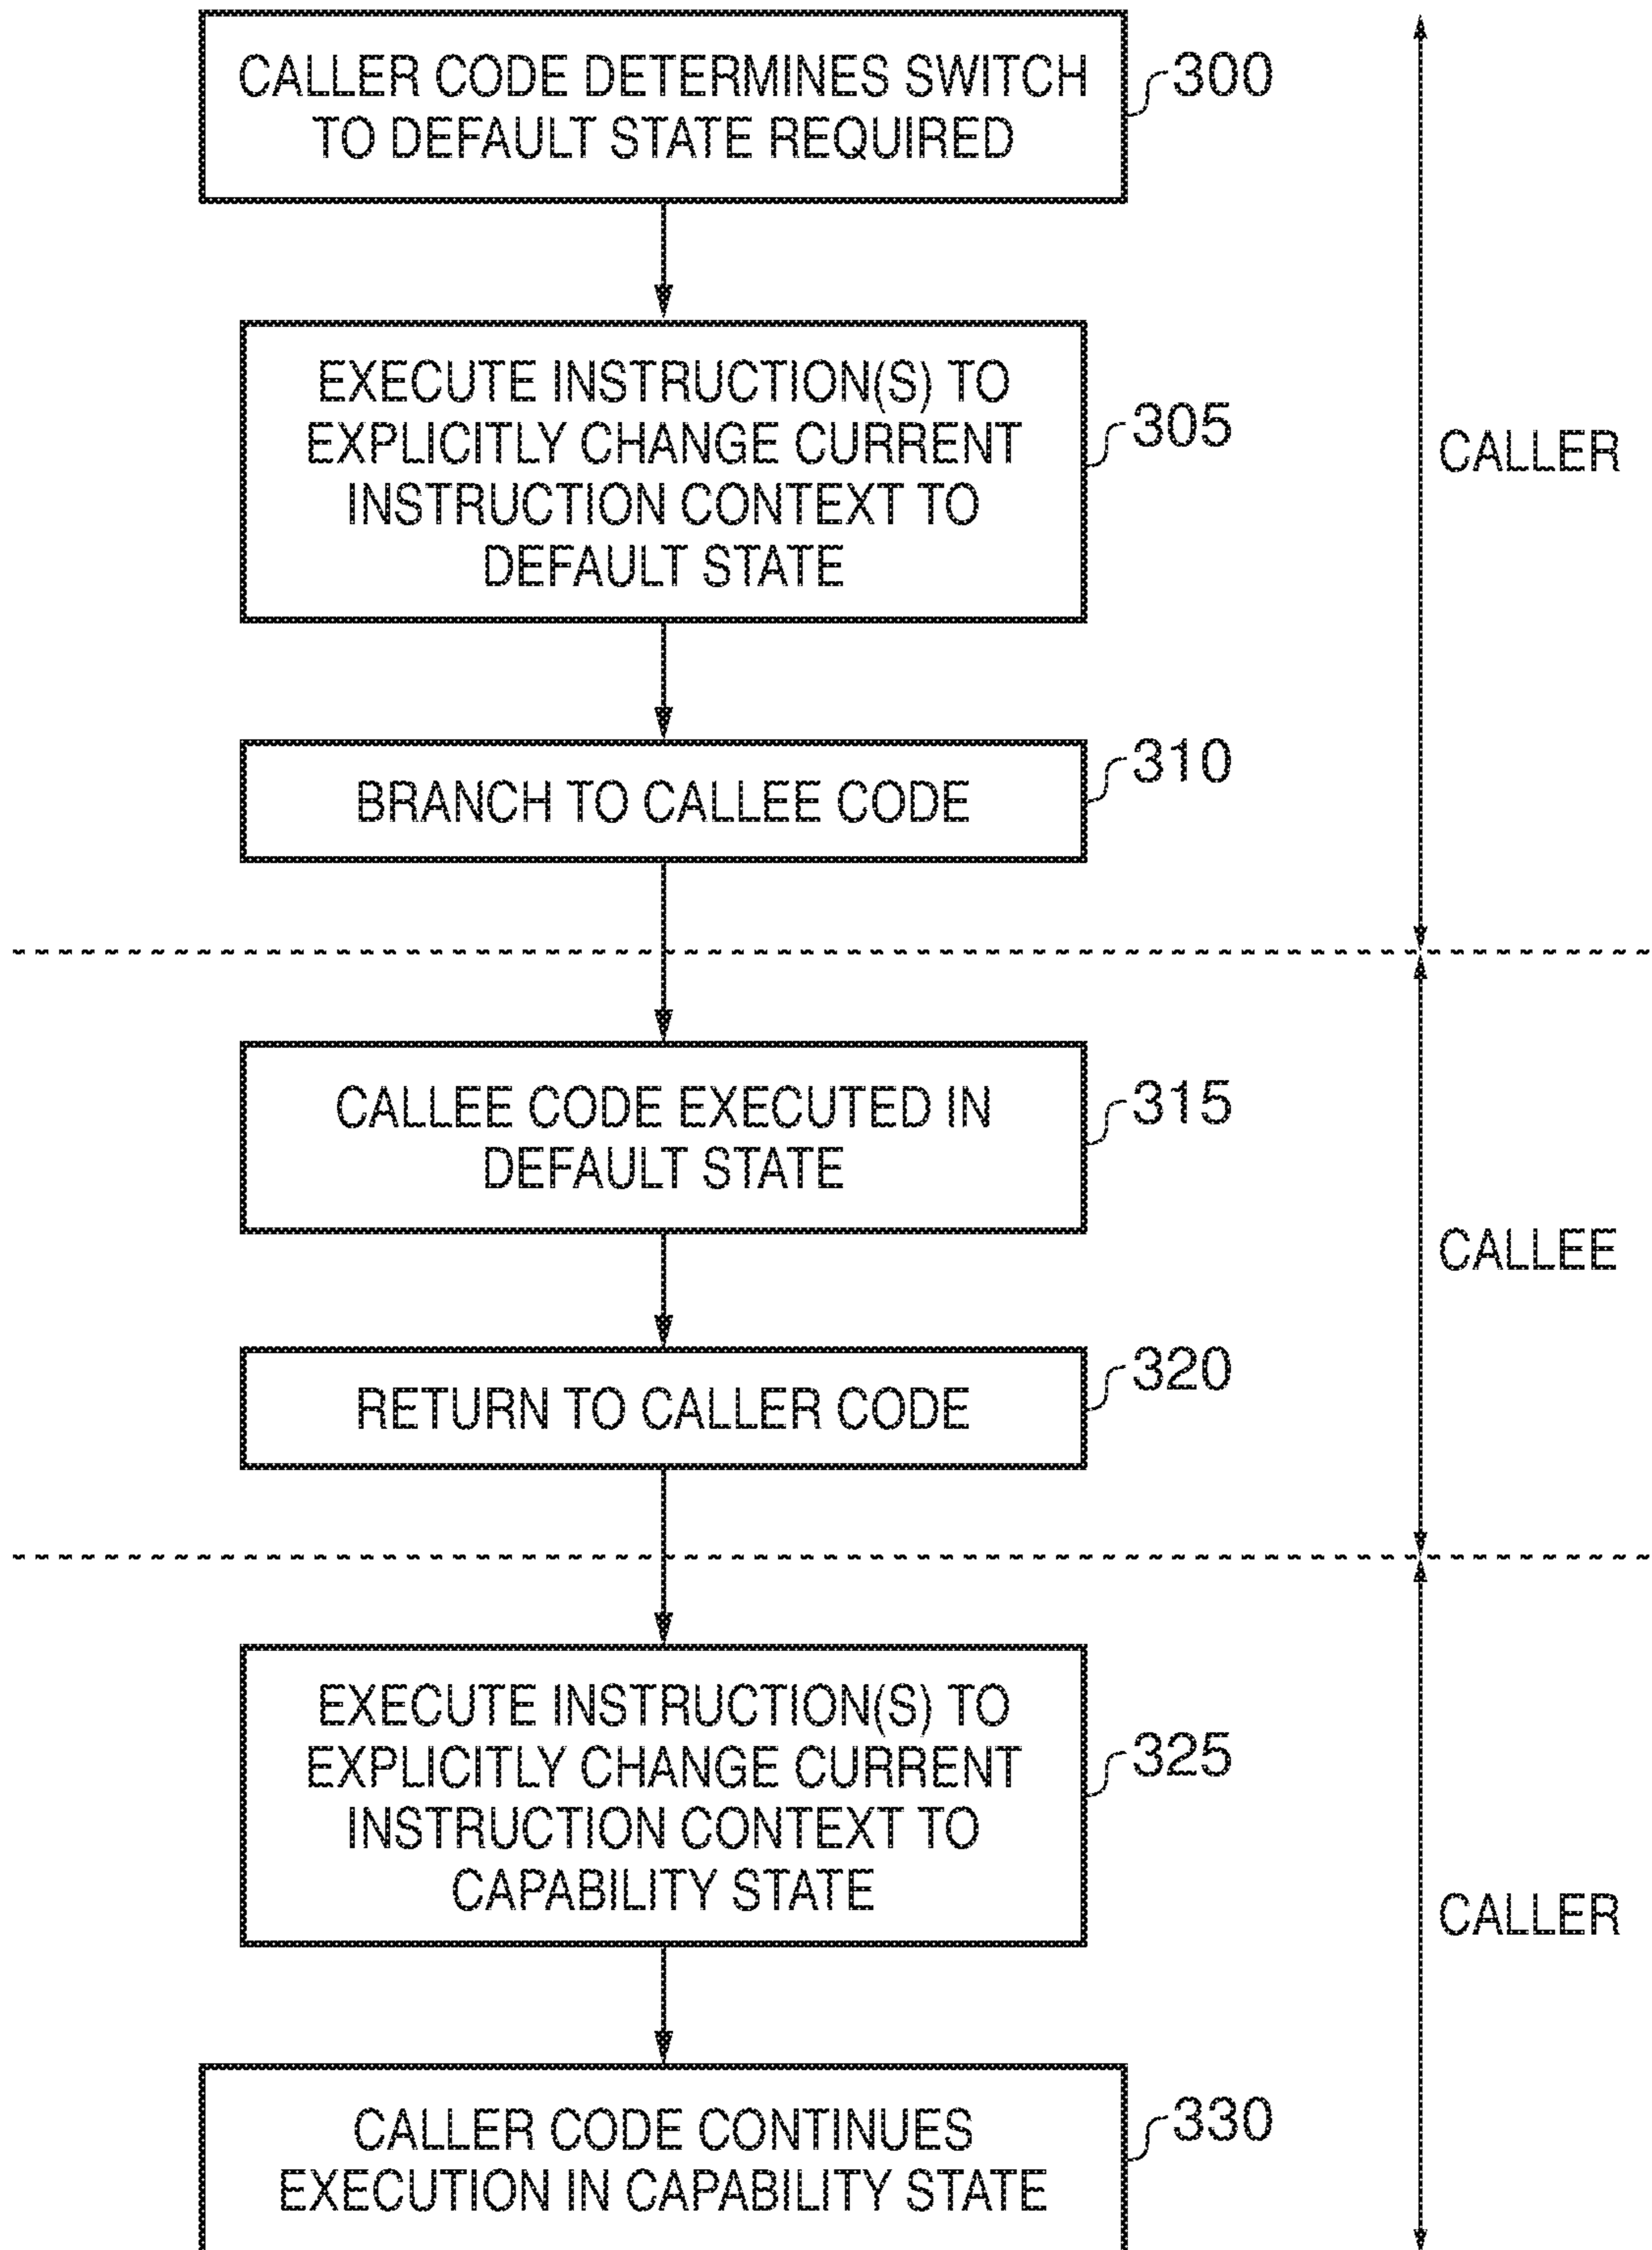 CALLER CODE DETERMINES SWITCH
TO DEFAULT STATE REQUIRED
300
EXECUTE INSTRUCTION(S) TO
EXPLICITLY CHANGE CURRENT
INSTRUCTION CONTEXT TO
DEFAULT STATE
305
CALLER
BRANCH TO CALLEE CODE
310
CALLEE CODE EXECUTED IN
DEFAULT STATE
315
CALLEE
RETURN TO CALLER CODE
320
EXECUTE INSTRUCTION(S) TO
EXPLICITLY CHANGE CURRENT
INSTRUCTION CONTEXT TO
CAPABILITY STATE
325
CALLER
CALLER CODE CONTINUES
EXECUTION IN CAPABILITY STATE
330